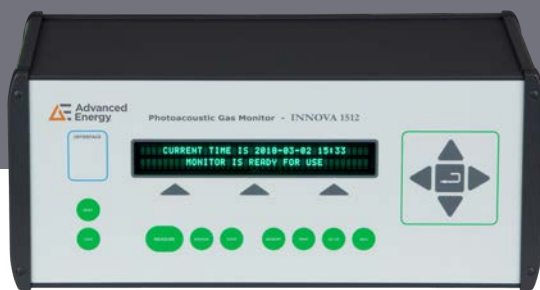 Advanced
Energy
Photoacoustic Gas Monitor - INNOVA 1512
INTERFACE
CURRENT TIME IS 2018-03-02 15:33
MONITOR IS READY FOR USE
MEASURE